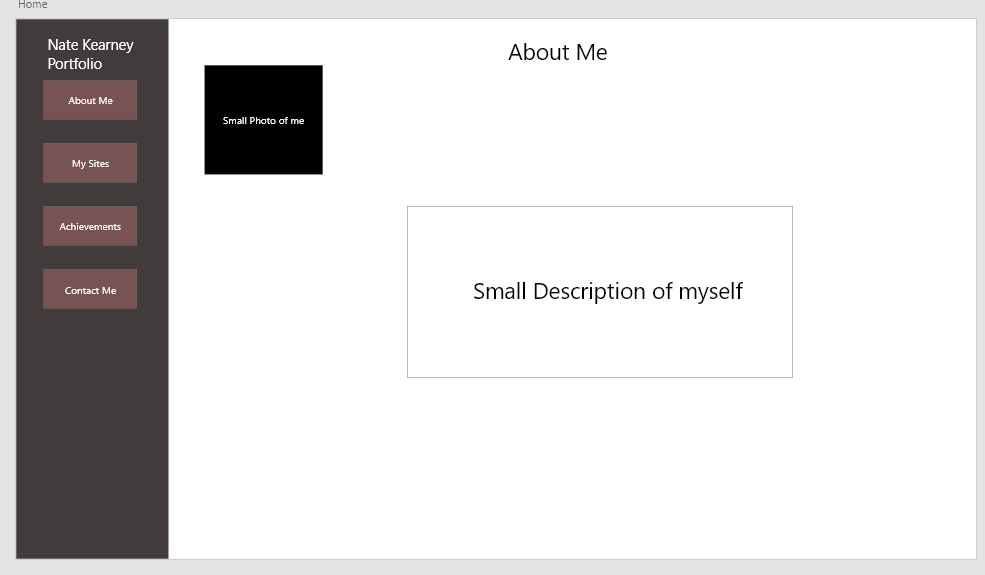 Home
Nate Kearney
Portfolio
About Me
My Sites
Achievements
Contact Me
About Me
Small Photo of me
Small Description of myself